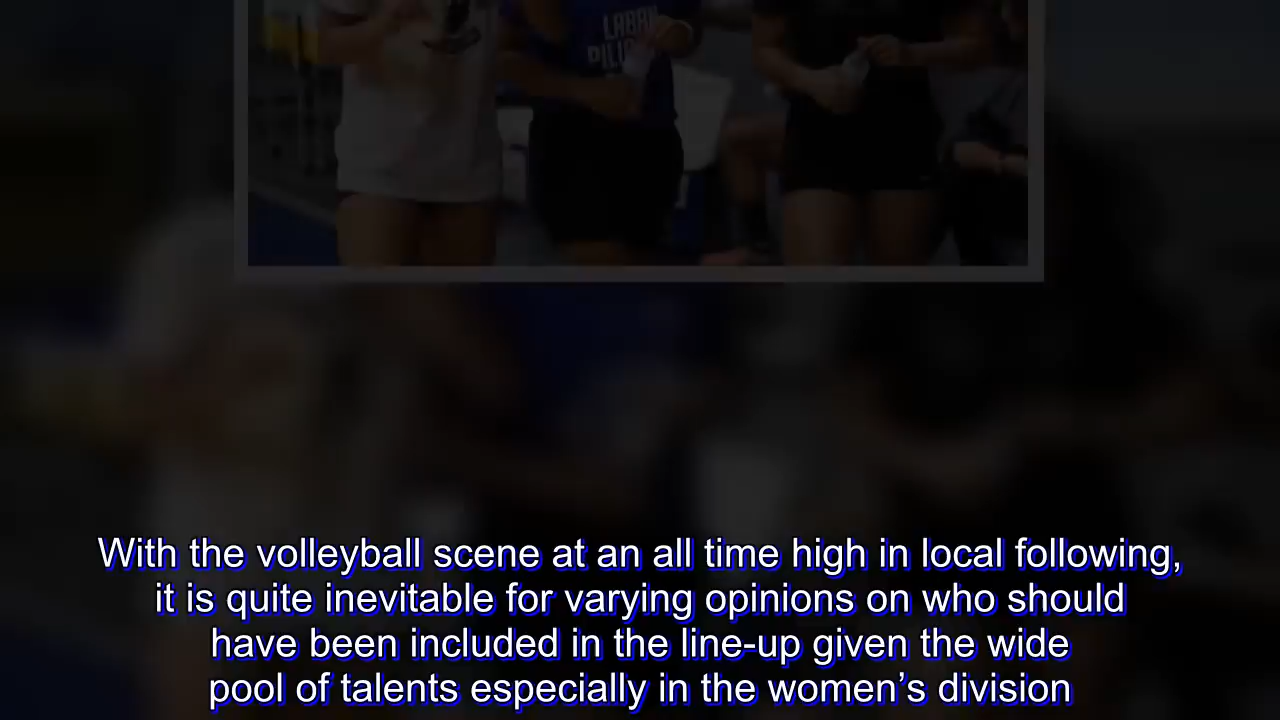 LABAN
With the volleyball scene at an all time high in local following,
it is quite inevitable for varying opinions on who should
have been included in the line-up given the wide
pool of talents especially in the women’s division